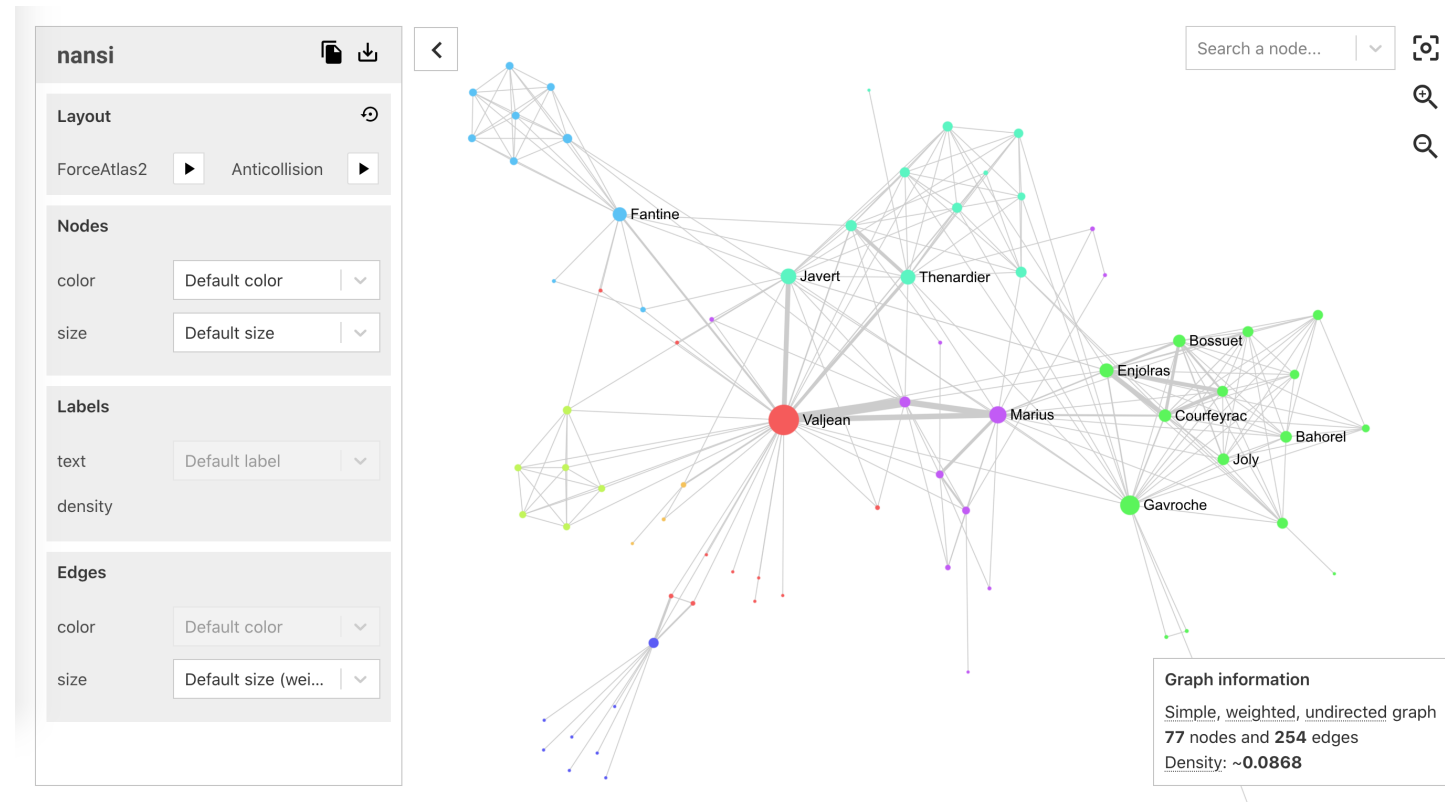 nansi
Layout
ForceAtlas2
Anticollision
Nodes
color
Default color
size
Default size
Labels
text
Default label
density
Edges
color
Default color
size
Default size (wei...
Search a node...
Fantine
Javert
Thenardier
Bossuet
Enjolras
Valjean
Marius
Courfeyrac
Bahorel
Joly
Gavroche
Graph information
Simple, weighted, undirected graph
77 nodes and 254 edges
Density: ~0.0868